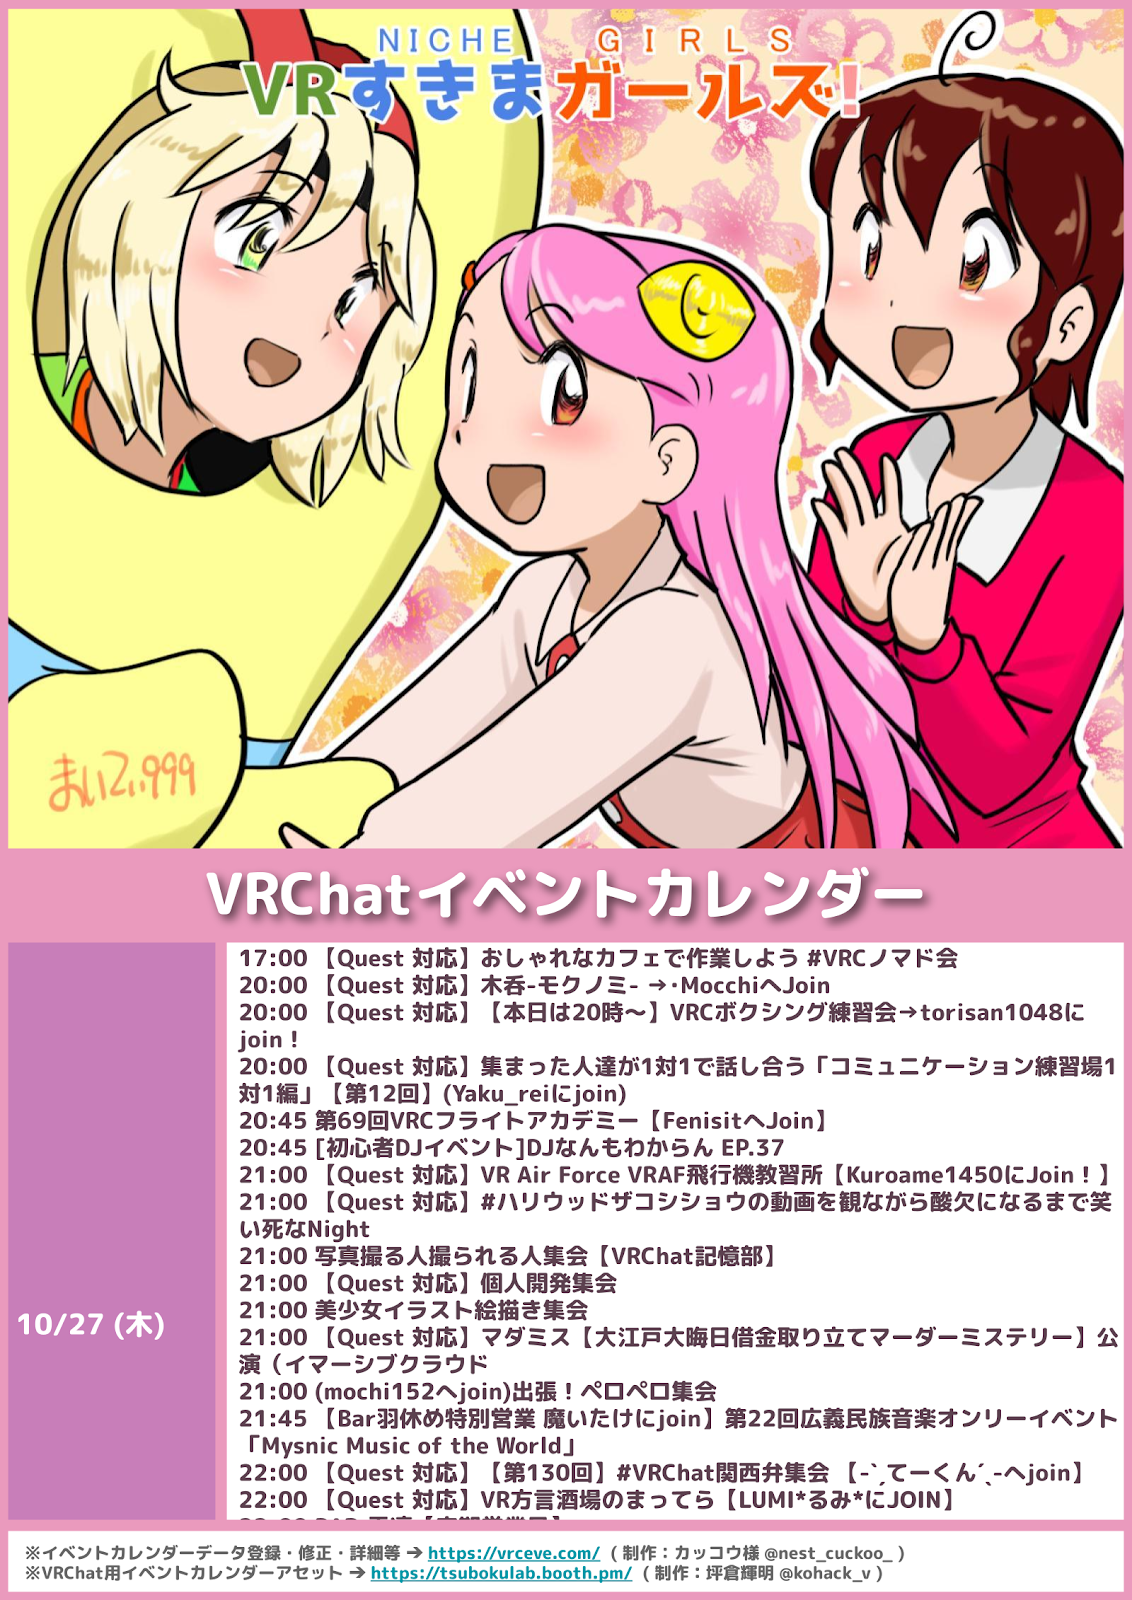 NICHE GIRLS
VRすきまガールズ!
まいてぃ999
VRChatイベントカレンダー
10/27 (木)
17:00 【Quest 対応】おしゃれなカフェで作業しよう #VRCノマド会
20:00 【Quest 対応】木呑-モクノミ- →･MocchiへJoin
20:00 【Quest 対応】【本日は20時～】VRCボクシング練習会→torisan1048に
join！
20:00 【Quest 対応】集まった人達が1対1で話し合う「コミュニケーション練習場1
対1編」【第12回】(Yaku_reiにjoin)
20:45 第69回VRCフライトアカデミー【FenisitへJoin】
20:45 [初心者DJイベント]DJなんもわからん EP.37
21:00 【Quest 対応】VR Air Force VRAF飛行機教習所【Kuroame1450にJoin！】
21:00 【Quest 対応】#ハリウッドザコシショウの動画を観ながら酸欠になるまで笑
い死なNight
21:00 写真撮る人撮られる人集会【VRChat記憶部】
21:00 【Quest 対応】個人開発集会
21:00 美少女イラスト絵描き集会
21:00 【Quest 対応】マダミス【大江戸大晦日借金取り立てマーダーミステリー】公
演（イマーシブクラウド
21:00 (mochi152へjoin)出張！ペロペロ集会
21:45 【Bar羽休め特別営業 魔いたけにjoin】第22回広義民族音楽オンリーイベント
「Mysnic Music of the World」
22:00 【Quest 対応】【第130回】#VRChat関西弁集会 【-ˋˏてーくんˊˎ-へjoin】
22:00 【Quest 対応】VR方言酒場のまってら【LUMI*るみ*にJOIN】
※イベントカレンダーデータ登録・修正・詳細等 ➔ https://vrceve.com/ ( 制作：カッコウ様 @nest_cuckoo_ )
※VRChat用イベントカレンダーアセット ➔ https://tsubokulab.booth.pm/ ( 制作：坪倉輝明 @kohack_v )